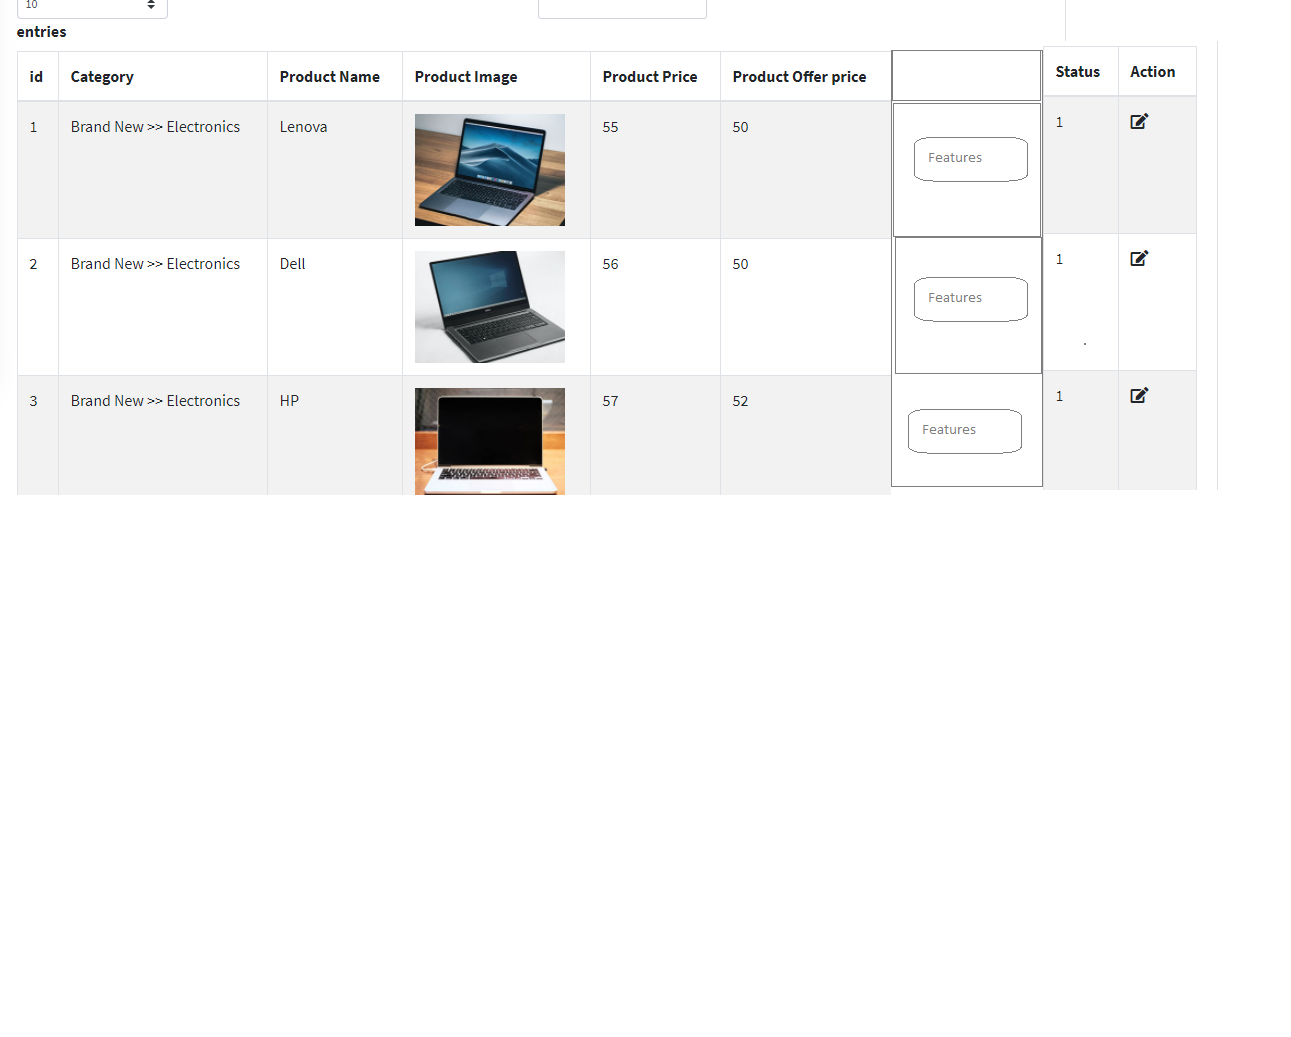 10
entries
id Category Product Name Product Image Product Price Product Offer price Status Action
1 Brand New >> Electronics Lenova 55 50 Features 1
2 Brand New >> Electronics Dell 56 50 Features 1
3 Brand New >> Electronics HP 57 52 Features 1